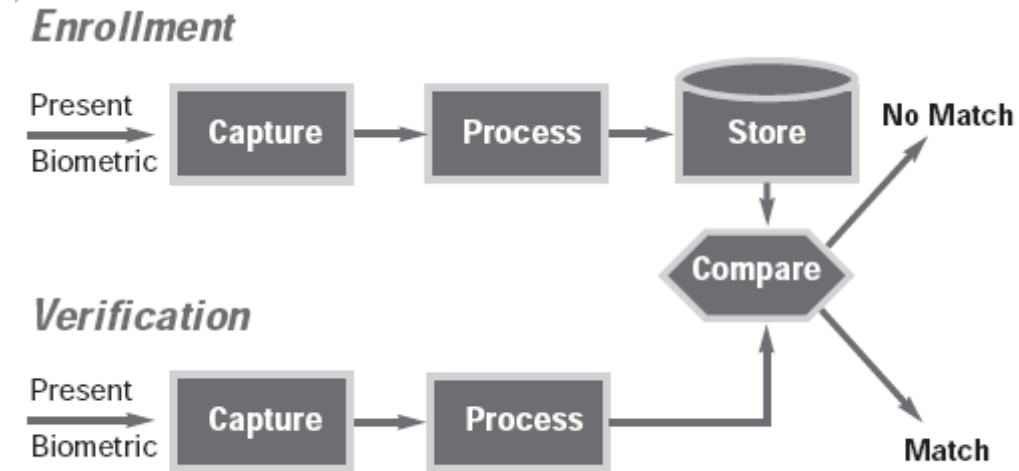 Enrollment
Present
Biometric
Capture
Process
Store
No Match
Compare
Verification
Present
Biometric
Capture
Process
Match